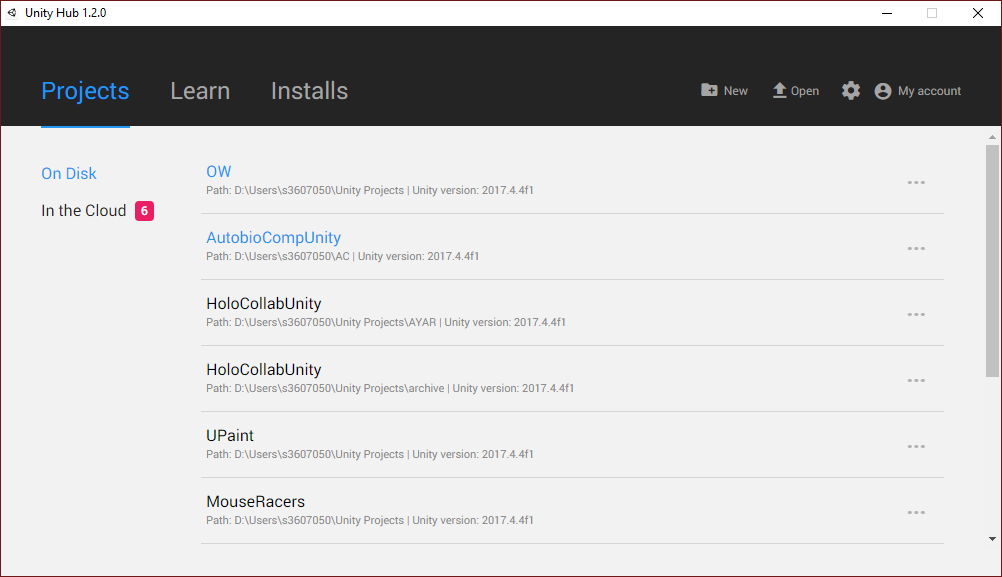 Unity Hub 1.2.0
Projects Learn Installs New Open My account
On Disk
In the Cloud 6
OW
Path: D:\Users\s3607050\Unity Projects | Unity version: 2017.4.4f1
AutobioCompUnity
Path: D:\Users\s3607050\AC | Unity version: 2017.4.4f1
HoloCollabUnity
Path: D:\Users\s3607050\Unity Projects\AYAR | Unity version: 2017.4.4f1
HoloCollabUnity
Path: D:\Users\s3607050\Unity Projects\archive | Unity version: 2017.4.4f1
UPaint
Path: D:\Users\s3607050\Unity Projects | Unity version: 2017.4.4f1
MouseRacers
Path: D:\Users\s3607050\Unity Projects | Unity version: 2017.4.4f1